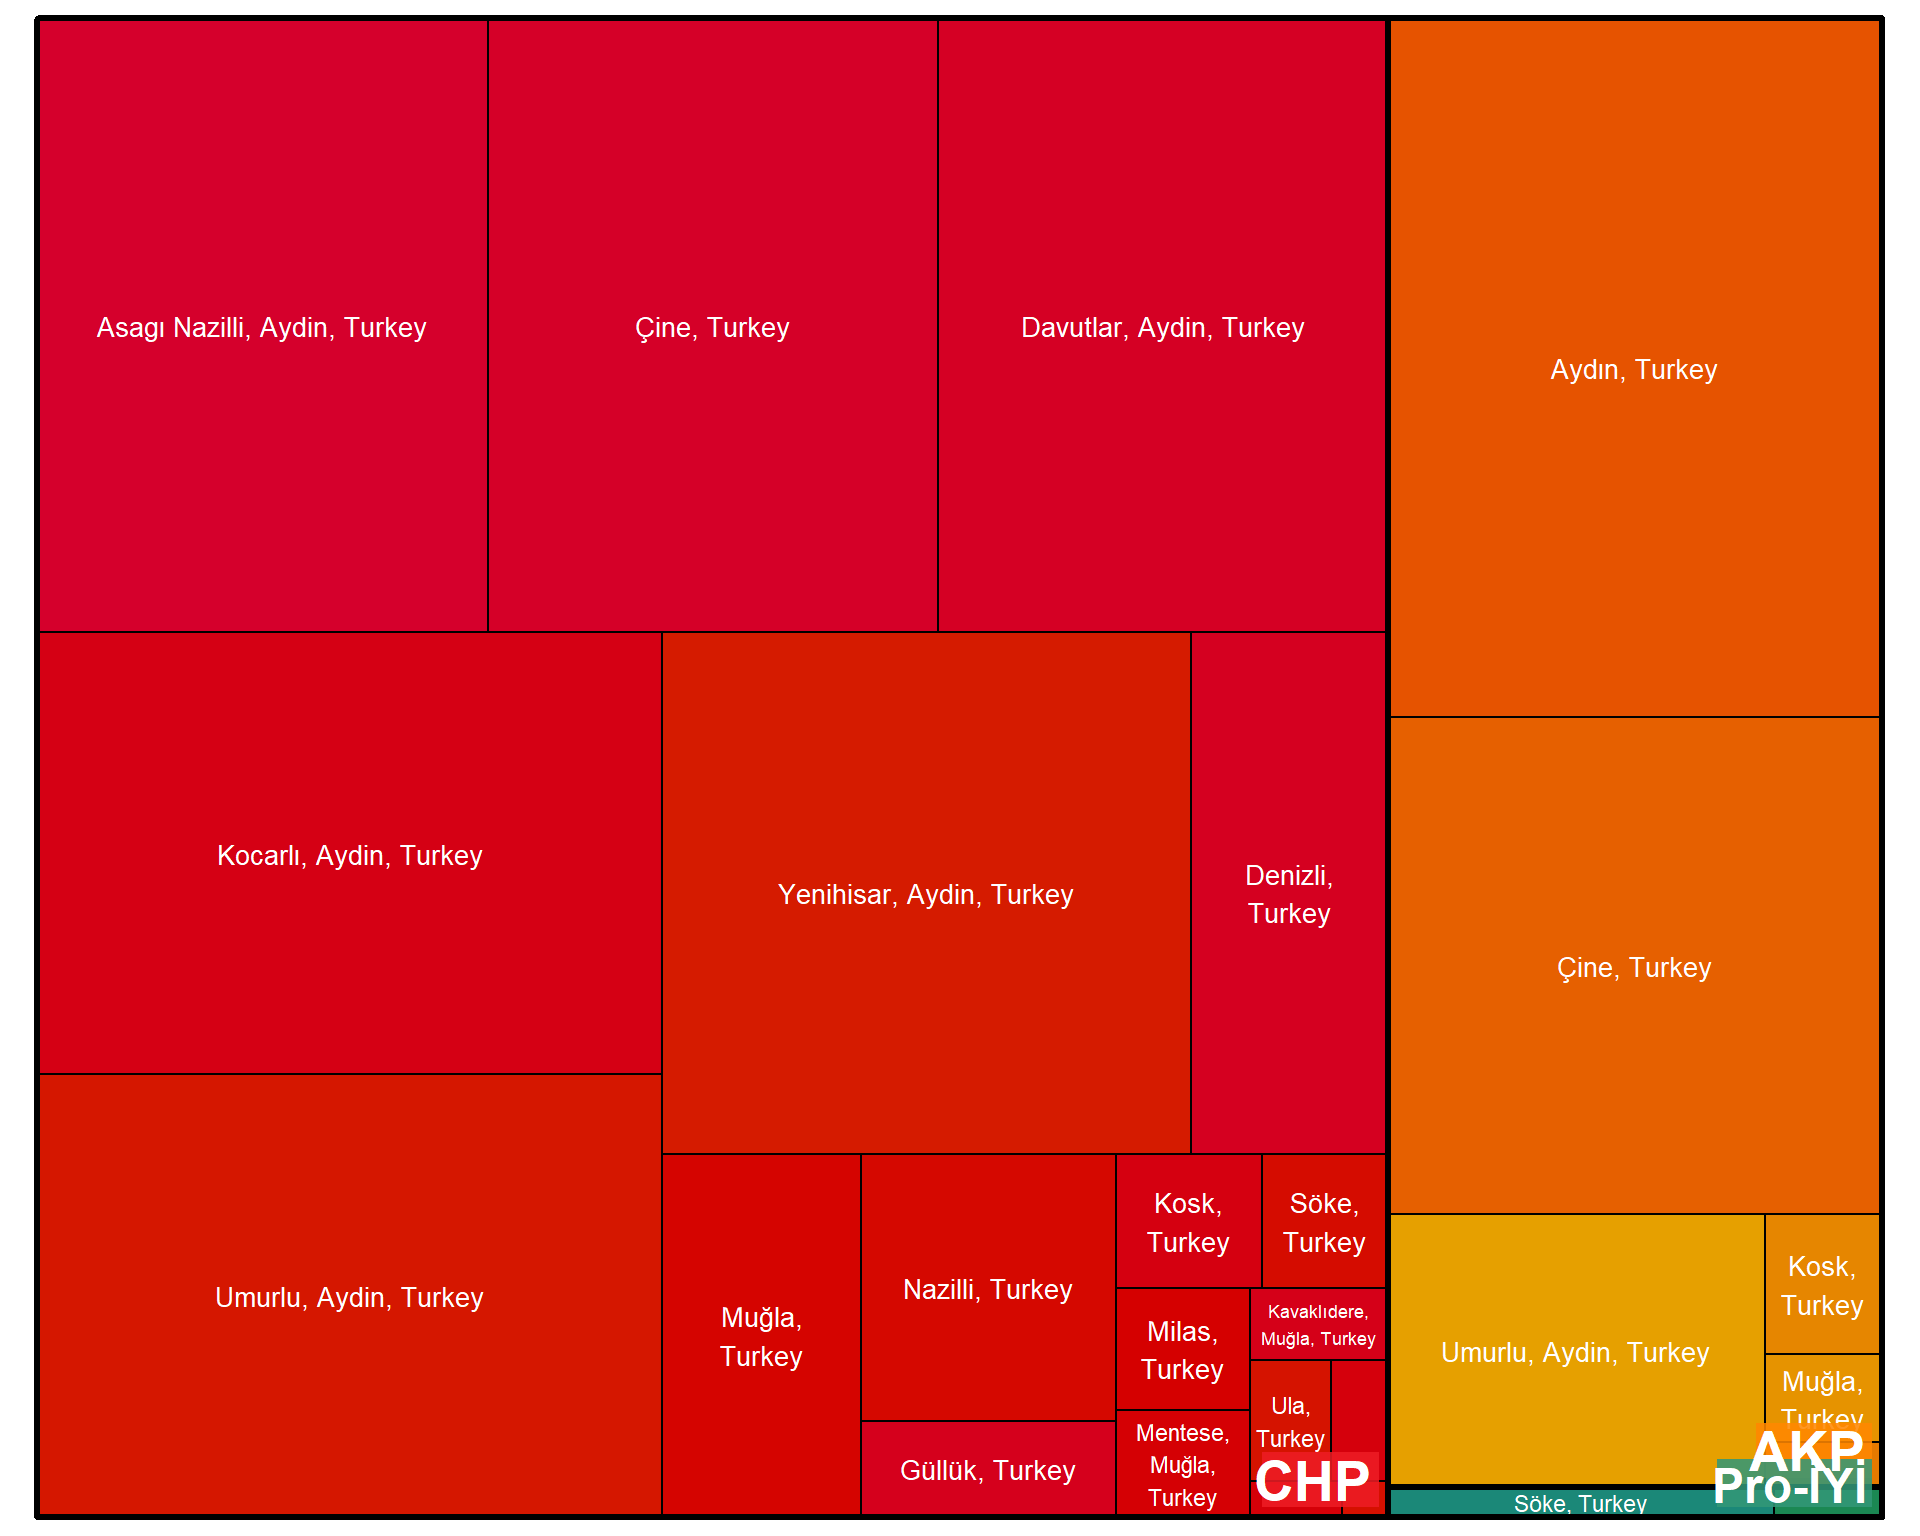 Asagı Nazilli, Aydin, Turkey
Çine, Turkey
Davutlar, Aydin, Turkey
Aydın, Turkey
Kocarlı, Aydin, Turkey
Yenihisar, Aydin, Turkey
Denizli,
Turkey
Çine, Turkey
Umurlu, Aydin, Turkey
Muğla,
Turkey
Nazilli, Turkey
Güllük, Turkey
Kosk,
Turkey
Söke,
Turkey
Milas,
Turkey
Kavaklıdere,
Muğla, Turkey
Mentese,
Muğla,
Turkey
Ula,
Turkey
CHP
Umurlu, Aydin, Turkey
Kosk,
Turkey
Muğla,
Turkey
AKP
Pro-İYİ
Söke, Turkey